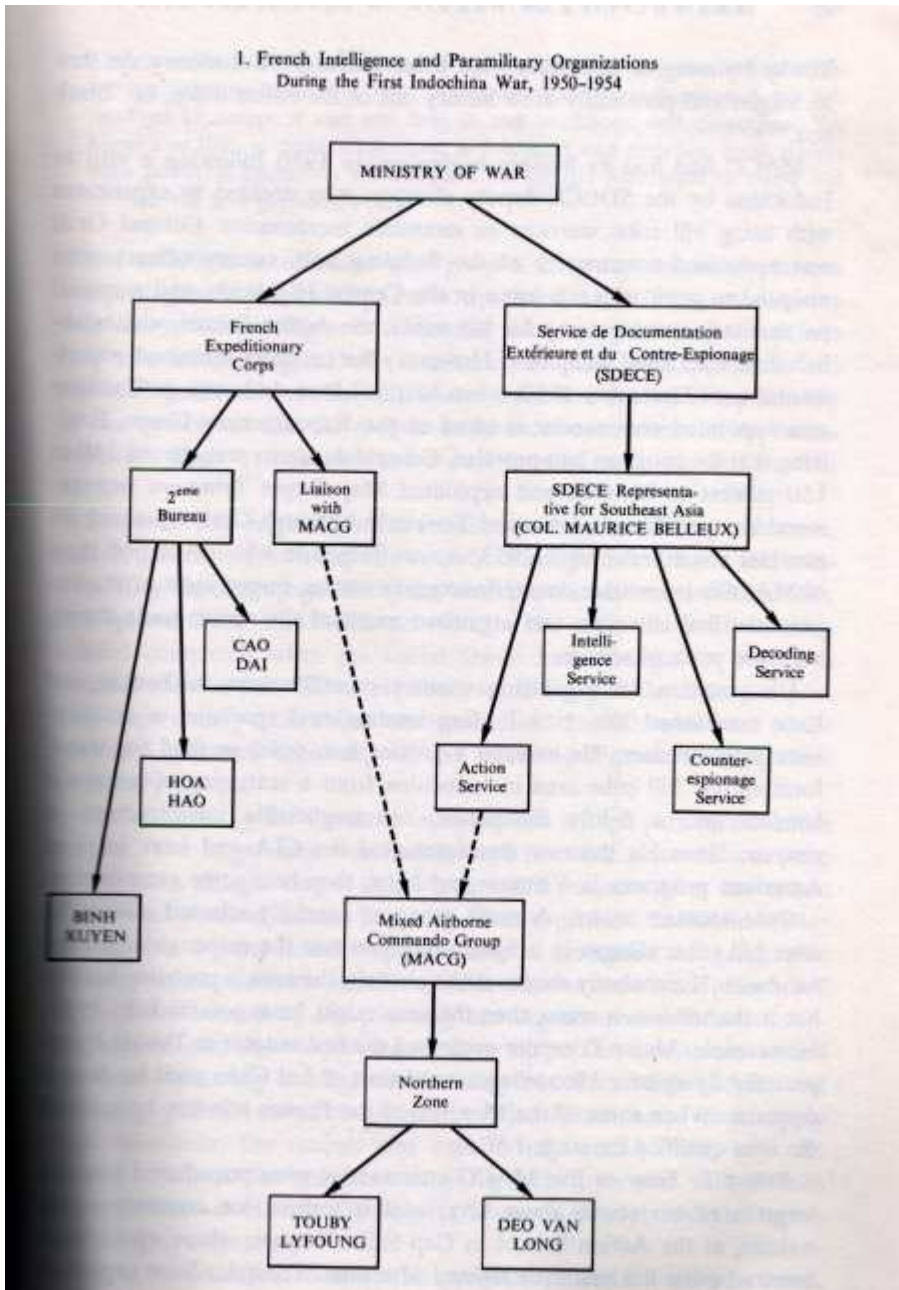 1. French Intelligence and Paramilitary Organizations
During the First Indochina War, 1950–1954
MINISTRY OF WAR
French
Expeditionary
Corps
Service de Documentation
Extérieure et du Contre-Espionage
(SDECE)
2eme
Bureau
Liaison
with
MACG
SDECE Representa-
tive for Southeast Asia
(COL. MAURICE BELLEUX)
CAO
DAI
Intelli-
gence
Service
Decoding
Service
HOA
HAO
Action
Service
Counter-
espionage
Service
BINH
XUYEN
Mixed Airborne
Commando Group
(MACG)
Northern
Zone
TOUBY
LYFOUNG
DEO VAN
LONG